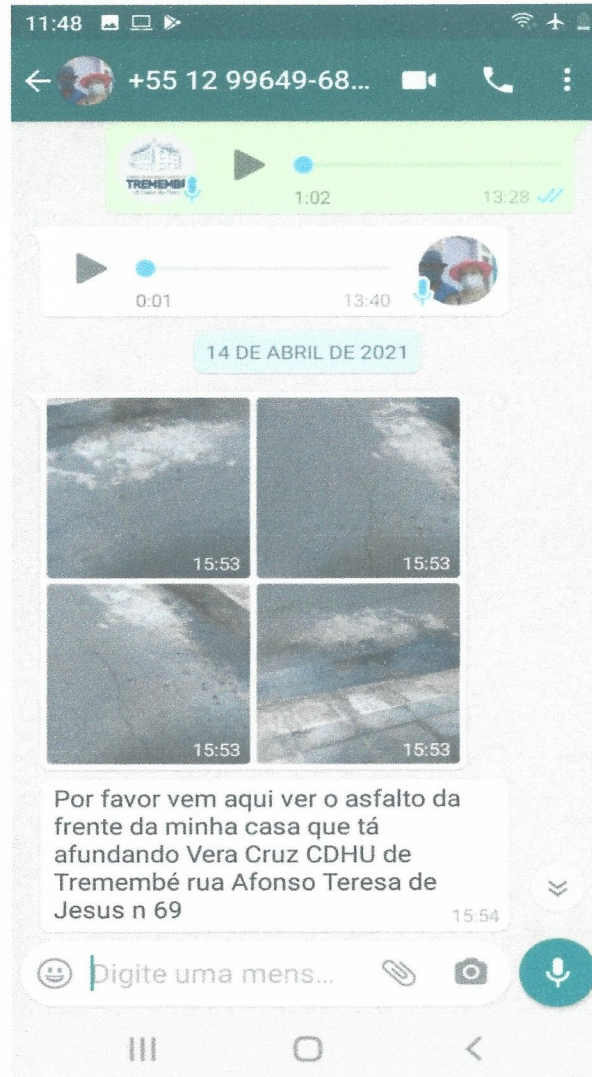 11:48
+55 12 99649-68...
TREMEMBÉ
1:02
13:28
0:01
13:40
14 DE ABRIL DE 2021
15:53
15:53
15:53
15:53
Por favor vem aqui ver o asfalto da
frente da minha casa que tá
afundando Vera Cruz CDHU de
Tremembé rua Afonso Teresa de
Jesus n 69
15:54
Digite uma mens...